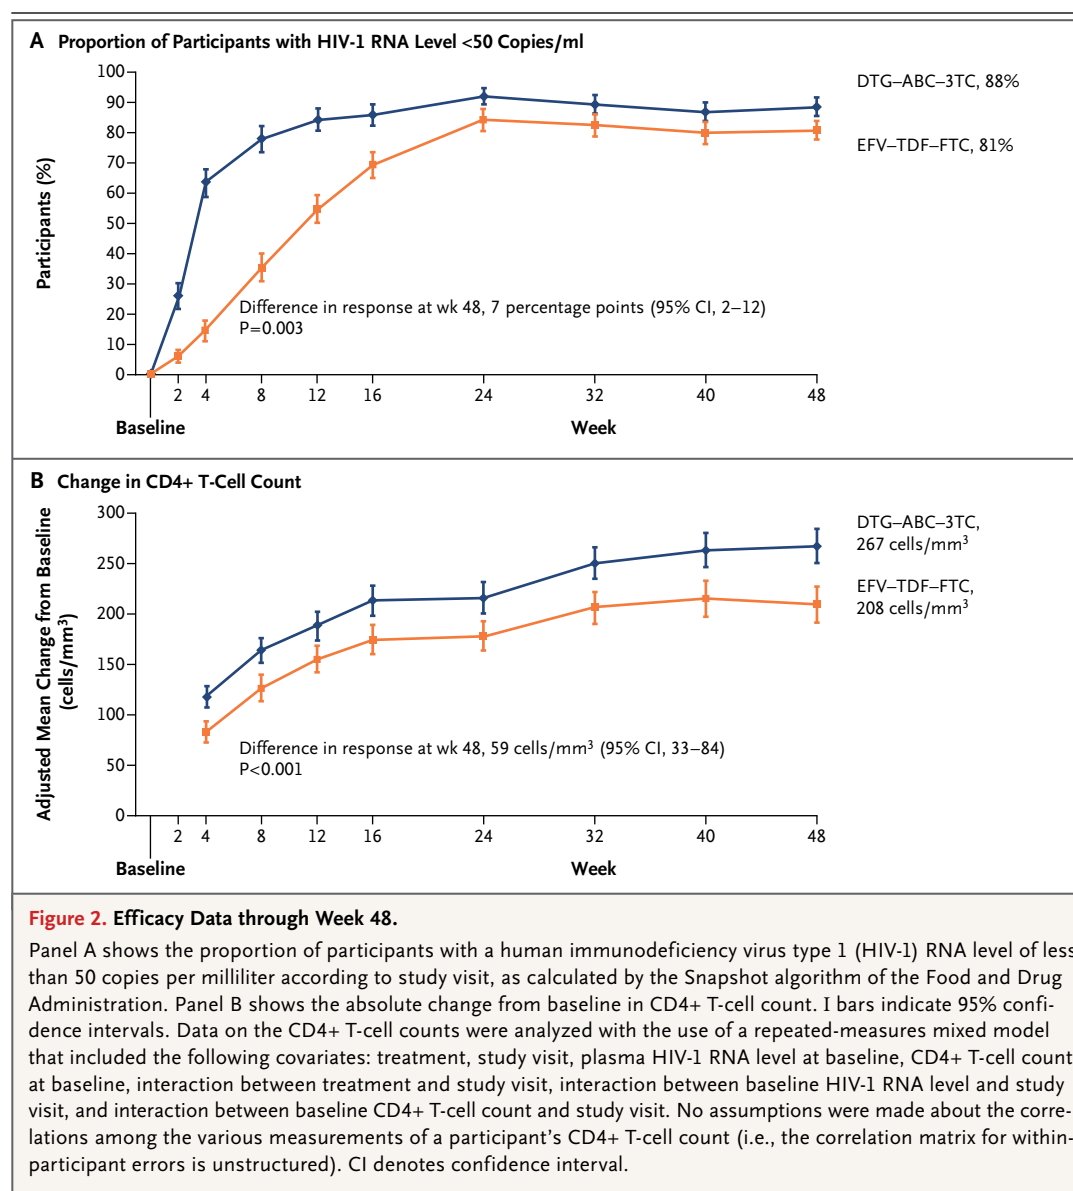 A Proportion of Participants with HIV-1 RNA Level <50 Copies/ml
100
90
80
70
60
50
40
30
20
10
0
Participants (%)
DTG–ABC–3TC, 88%
EFV–TDF–FTC, 81%
Difference in response at wk 48, 7 percentage points (95% CI, 2–12)
P=0.003
2 4 8 12 16 24 32 40 48
Baseline
Week
B Change in CD4+ T-Cell Count
300
250
200
150
100
50
0
Adjusted Mean Change from Baseline
(cells/mm³)
DTG–ABC–3TC,
267 cells/mm³
EFV–TDF–FTC,
208 cells/mm³
Difference in response at wk 48, 59 cells/mm³ (95% CI, 33–84)
P<0.001
2 4 8 12 16 24 32 40 48
Baseline
Week
Figure 2. Efficacy Data through Week 48.
Panel A shows the proportion of participants with a human immunodeficiency virus type 1 (HIV-1) RNA level of less
than 50 copies per milliliter according to study visit, as calculated by the Snapshot algorithm of the Food and Drug
Administration. Panel B shows the absolute change from baseline in CD4+ T-cell count. I bars indicate 95% confi-
dence intervals. Data on the CD4+ T-cell counts were analyzed with the use of a repeated-measures mixed model
that included the following covariates: treatment, study visit, plasma HIV-1 RNA level at baseline, CD4+ T-cell count
at baseline, interaction between treatment and study visit, interaction between baseline HIV-1 RNA level and study
visit, and interaction between baseline CD4+ T-cell count and study visit. No assumptions were made about the corre-
lations among the various measurements of a participant's CD4+ T-cell count (i.e., the correlation matrix for within-
participant errors is unstructured). CI denotes confidence interval.